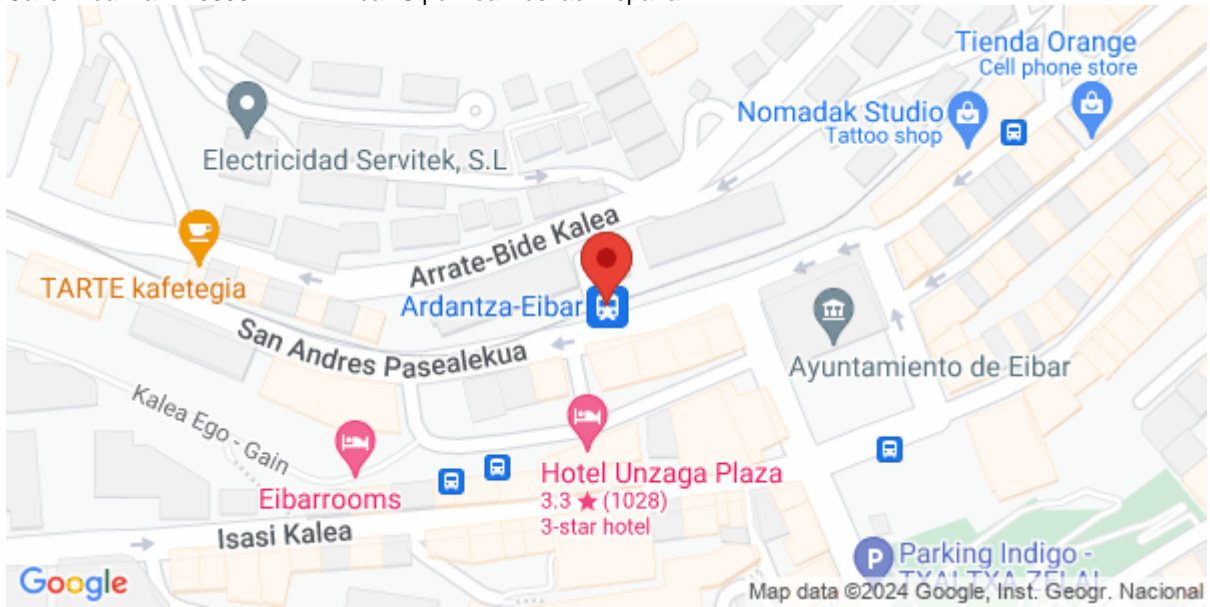 Tienda Orange
Cell phone store
Nomadak Studio
Tattoo shop
Electricidad Servitek, S.L
Arrate-Bide Kalea
TARTE kafetegia
Ardantza-Eibar
San Andres Pasealekua
Ayuntamiento de Eibar
Kalea Ego - Gain
Hotel Unzaga Plaza
3.3 ★ (1028)
3-star hotel
Eibarrooms
Isasi Kalea
P
Parking Indigo -
TXALTXA ZELAI
Google
Map data ©2024 Google, Inst. Geogr. Nacional